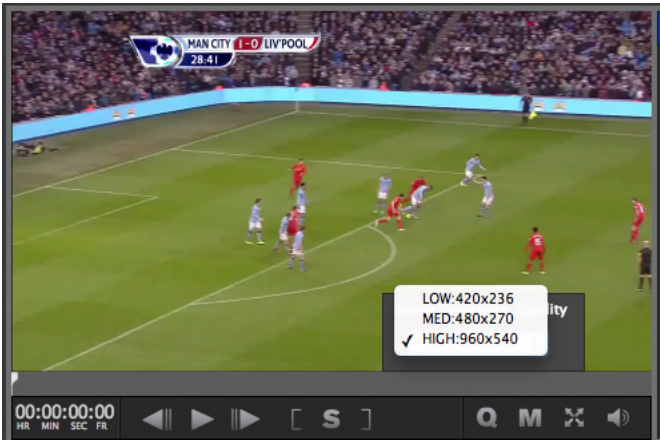 MAN CITY 1-0 LIV'POOL
28:41
LOW:420x236
MED:480x270
✓ HIGH:960x540
00:00:00:00
HR MIN SEC FR
[ S ]
Q M